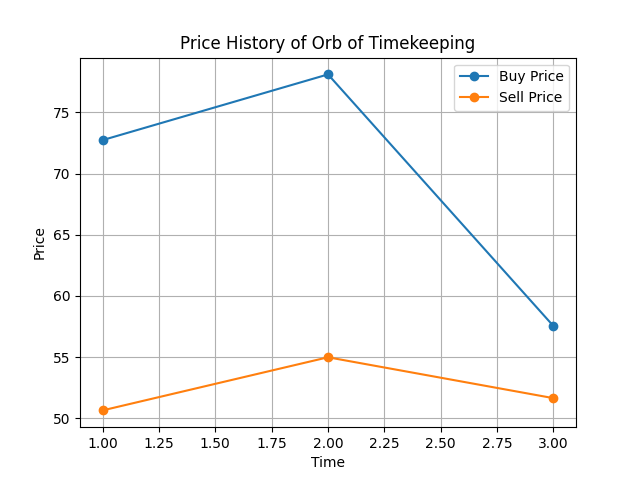 Price History of Orb of Timekeeping
Buy Price
Sell Price
Price
75
70
65
60
55
50
1.00 1.25 1.50 1.75 2.00 2.25 2.50 2.75 3.00
Time